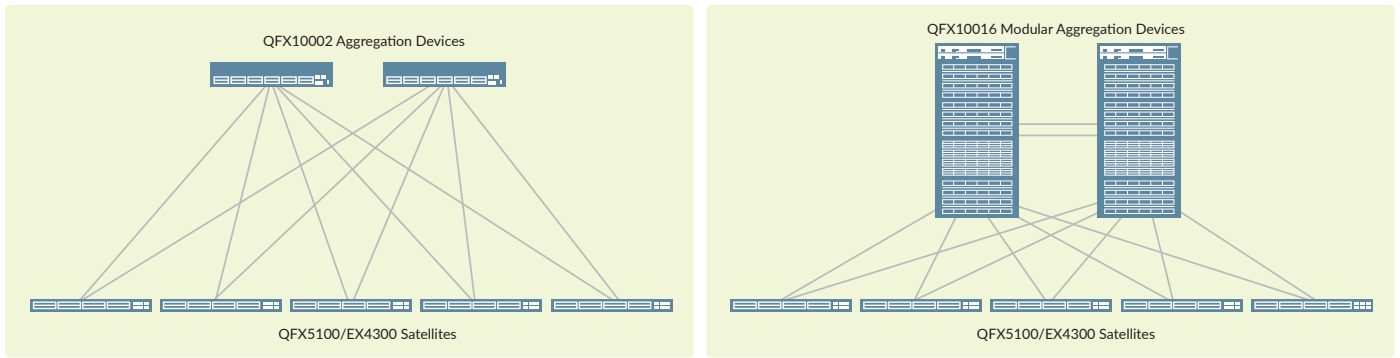 QFX10002 Aggregation Devices
QFX5100/EX4300 Satellites
QFX10016 Modular Aggregation Devices
QFX5100/EX4300 Satellites